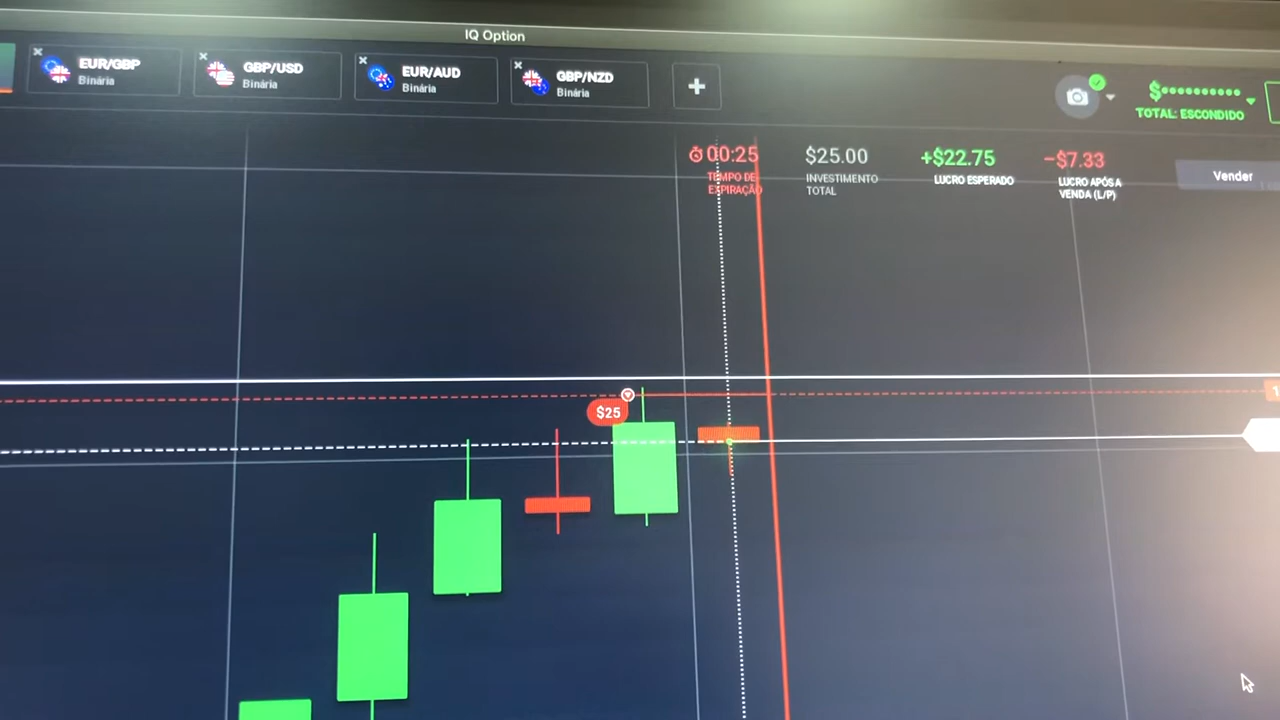 IQ Option
EUR/GBP
Binária
GBP/USD
Binária
EUR/AUD
Binária
GBP/NZD
Binária
+
$••••••••••
TOTAL: ESCONDIDO
00:25
TEMPO DE
EXPIRAÇÃO
$25.00
INVESTIMENTO
TOTAL
+$22.75
LUCRO ESPERADO
−$7.33
LUCRO APÓS A
VENDA (L/P)
Vender
$25
1